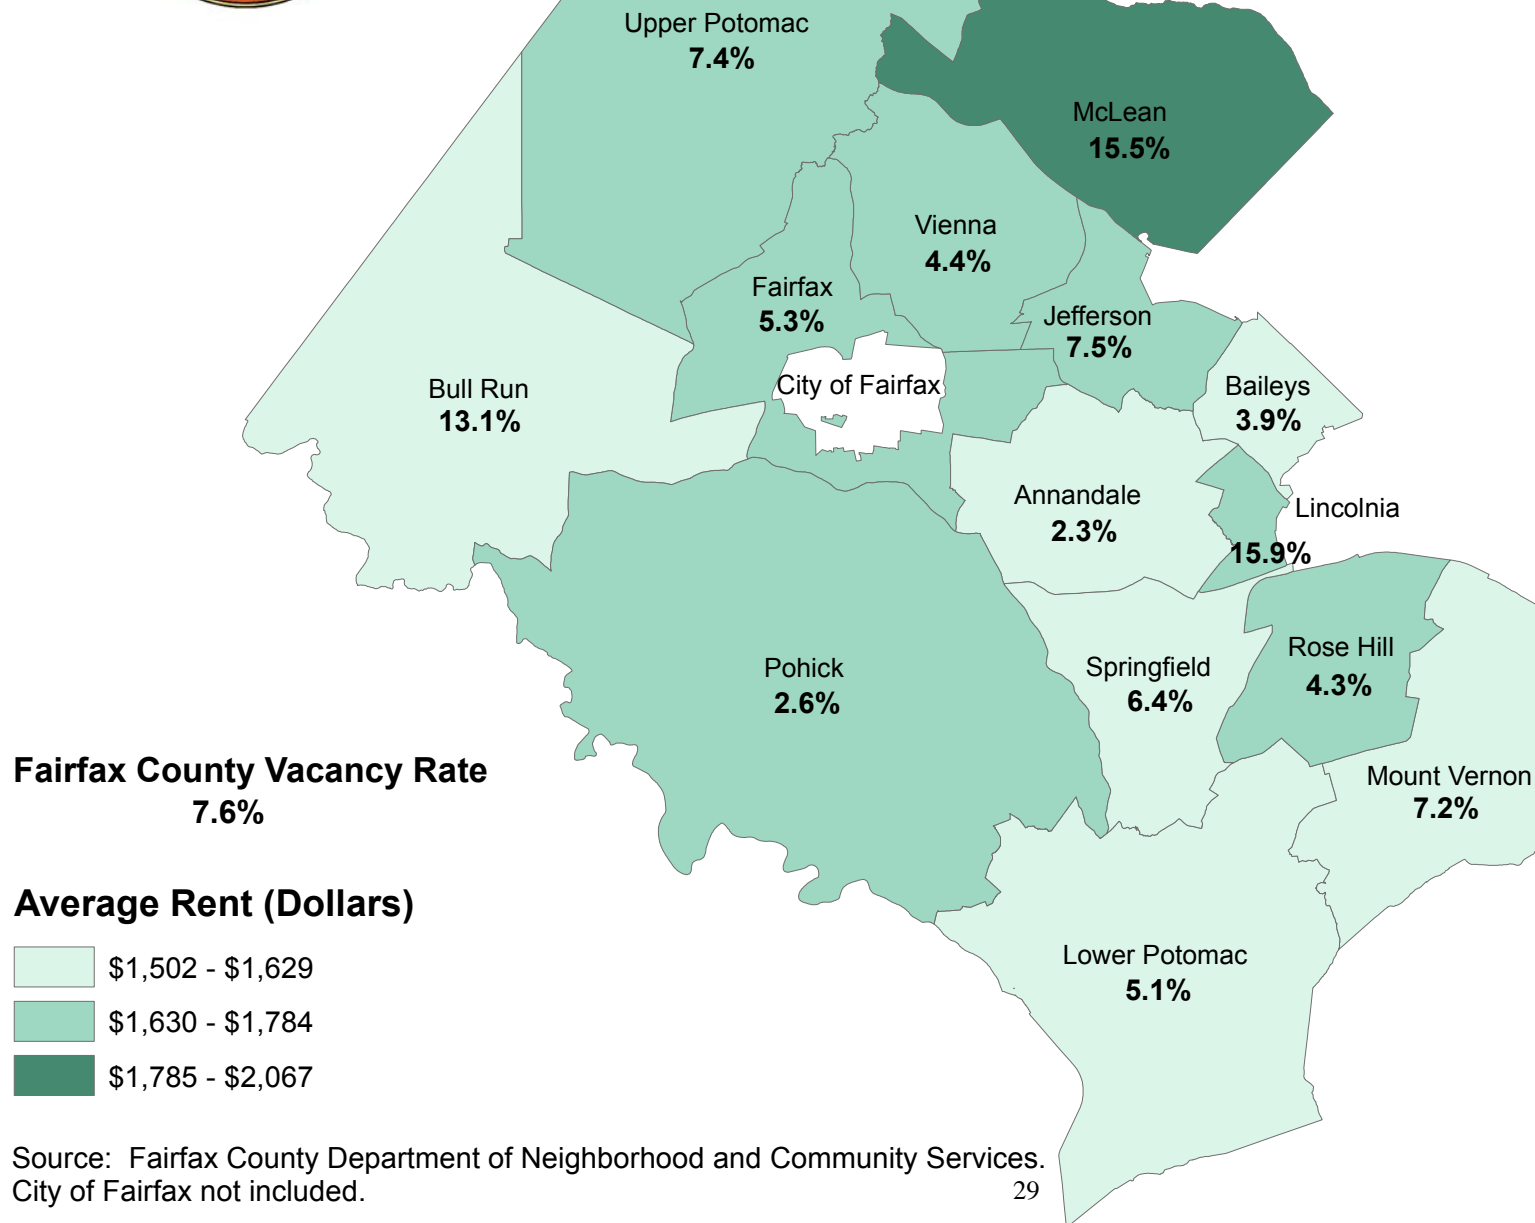 Upper Potomac
7.4%
McLean
15.5%
Vienna
4.4%
Fairfax
5.3%
Jefferson
7.5%
City of Fairfax
Bull Run
13.1%
Baileys
3.9%
Annandale
2.3%
Lincolnia
15.9%
Pohick
2.6%
Springfield
6.4%
Rose Hill
4.3%
Mount Vernon
7.2%
Fairfax County Vacancy Rate
7.6%
Average Rent (Dollars)
$1,502 - $1,629
$1,630 - $1,784
$1,785 - $2,067
Lower Potomac
5.1%
Source:  Fairfax County Department of Neighborhood and Community Services.
City of Fairfax not included.
29